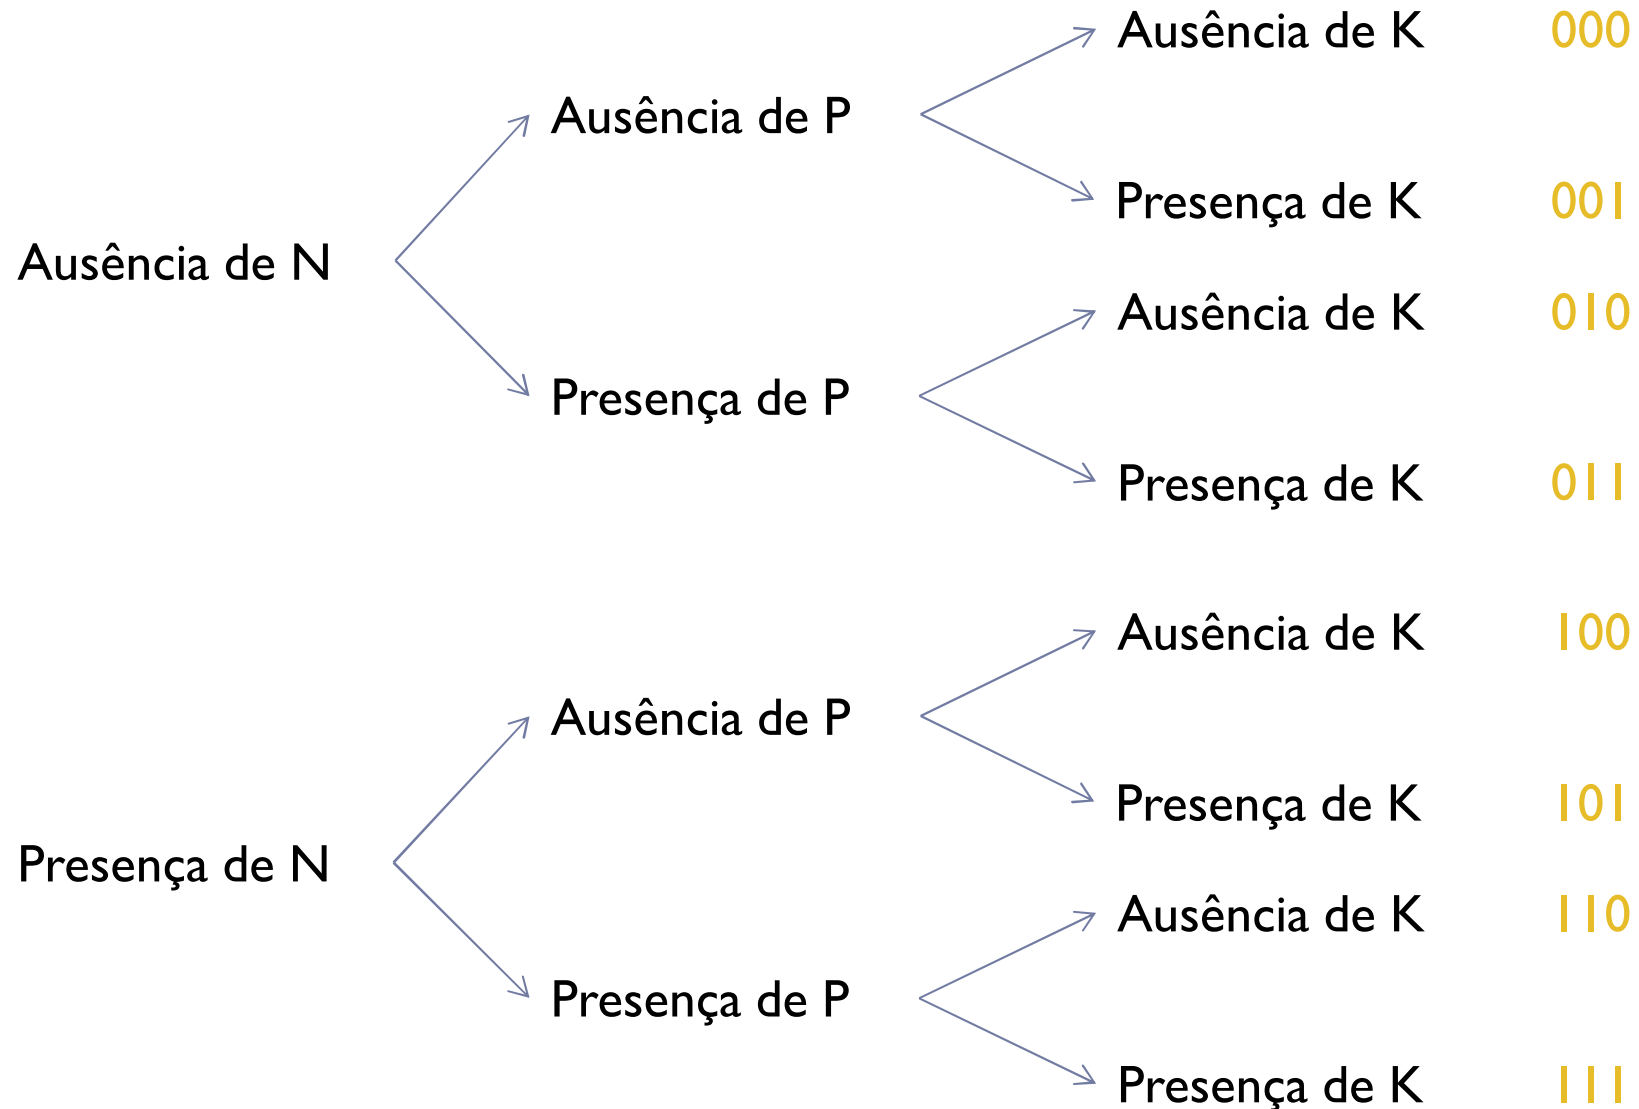 Ausência de K 000
Ausência de P
Presença de K 001
Ausência de N
Ausência de K 010
Presença de P
Presença de K 011
Ausência de K 100
Ausência de P
Presença de K 101
Presença de N
Ausência de K 110
Presença de P
Presença de K 111